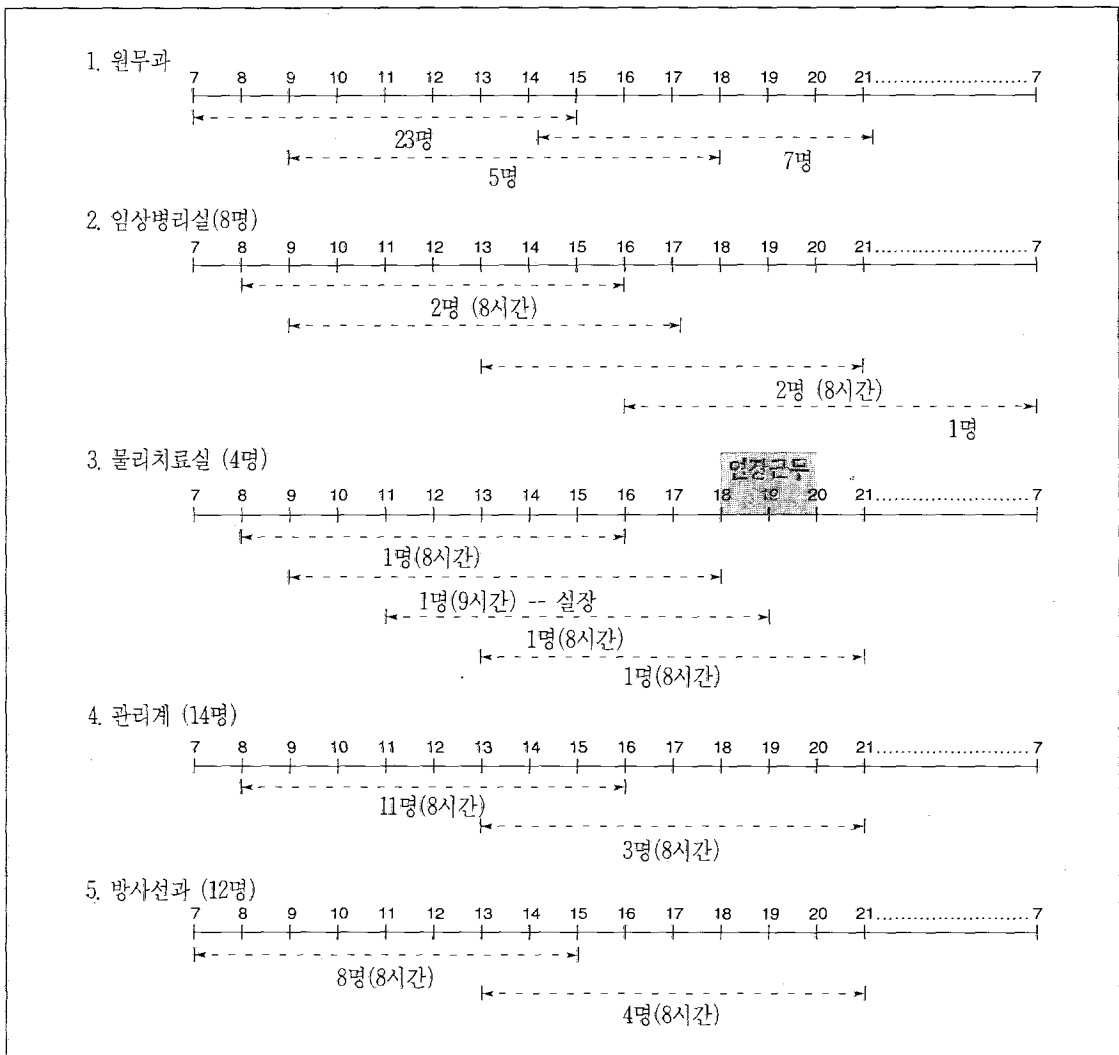 1. 원무과
7 8 9 10 11 12 13 14 15 16 17 18 19 20 21 7
23명
7명
5명
2. 임상병리실(8명)
7 8 9 10 11 12 13 14 15 16 17 18 19 20 21 7
2명 (8시간)
2명 (8시간)
1명
3. 물리치료실 (4명)
7 8 9 10 11 12 13 14 15 16 17 18 19 20 21 7
1명(8시간)
1명(9시간) -- 실장
1명(8시간)
1명(8시간)
4. 관리계 (14명)
7 8 9 10 11 12 13 14 15 16 17 18 19 20 21 7
11명(8시간)
3명(8시간)
5. 방사선과 (12명)
7 8 9 10 11 12 13 14 15 16 17 18 19 20 21 7
8명(8시간)
4명(8시간)